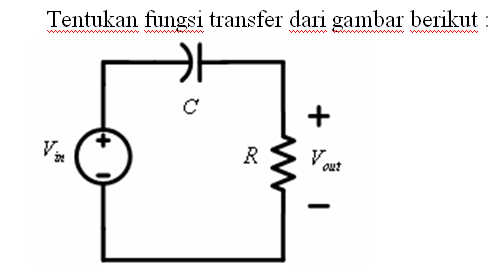 Tentukan fungsi transfer dari gambar berikut :
C
+
V_in
+
R
V_out
−
−